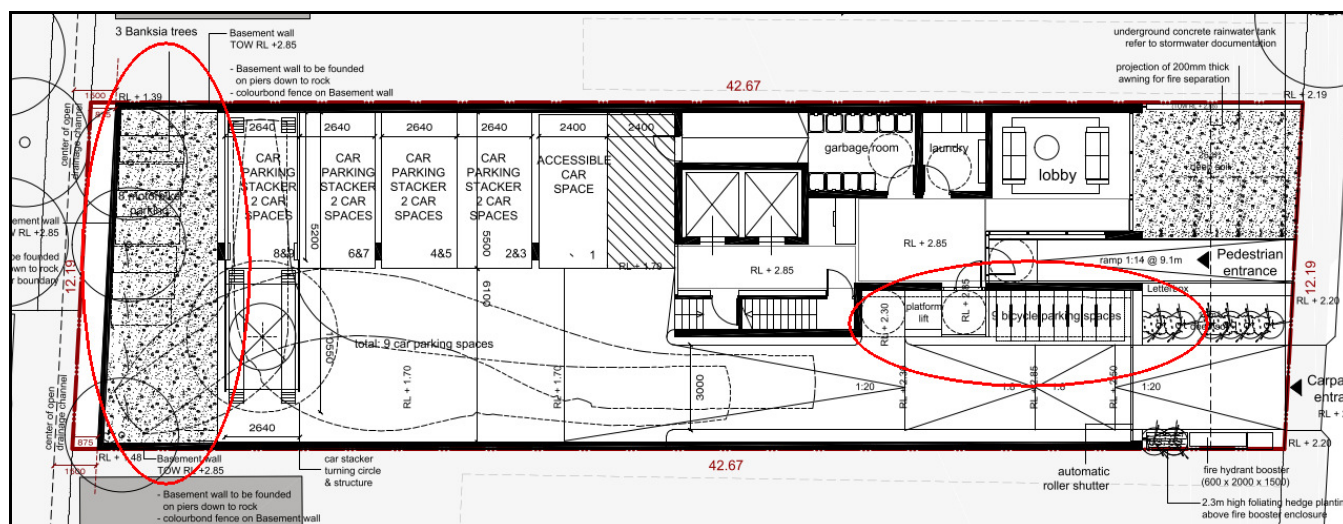 3 Banksia trees
Basement wall
TOW RL +2.85
- Basement wall to be founded
on piers down to rock
- colourbond fence on Basement wall
underground concrete rainwater tank
refer to stormwater documentation
projection of 200mm thick
awning for fire separation
42.67
RL + 2.19
1500
RL + 1.39
875
center of open
drainage channel
2640
2640
2640
2640
2400
2400
CAR
PARKING
STACKER
2 CAR
SPACES
8&9
CAR
PARKING
STACKER
2 CAR
SPACES
6&7
CAR
PARKING
STACKER
2 CAR
SPACES
4&5
CAR
PARKING
STACKER
2 CAR
SPACES
2&3
ACCESSIBLE
CAR
SPACE
1
garbage room
laundry
lobby
deep soil
parking
5200
5500
6100
10550
RL + 1.70
RL + 2.85
RL + 2.85
ramp 1:14 @ 9.1m
Pedestrian
entrance
12.19
12.19
Letterbox
RL + 2.20
RL + 2.30
platform
lift
RL + 2.85
9 bicycle parking spaces
total: 9 car parking spaces
RL + 1.70
RL + 1.70
3000
1:20
RL + 2.85
1:20
2640
875
RL + 1.48
1500
center of open
drainage channel
Basement wall
TOW RL +2.85
- Basement wall to be founded
on piers down to rock
- colourbond fence on Basement wall
car stacker
turning circle
& structure
42.67
automatic
roller shutter
fire hydrant booster
(600 x 2000 x 1500)
2.3m high foliating hedge
above fire booster enclosure
RL + 2.20